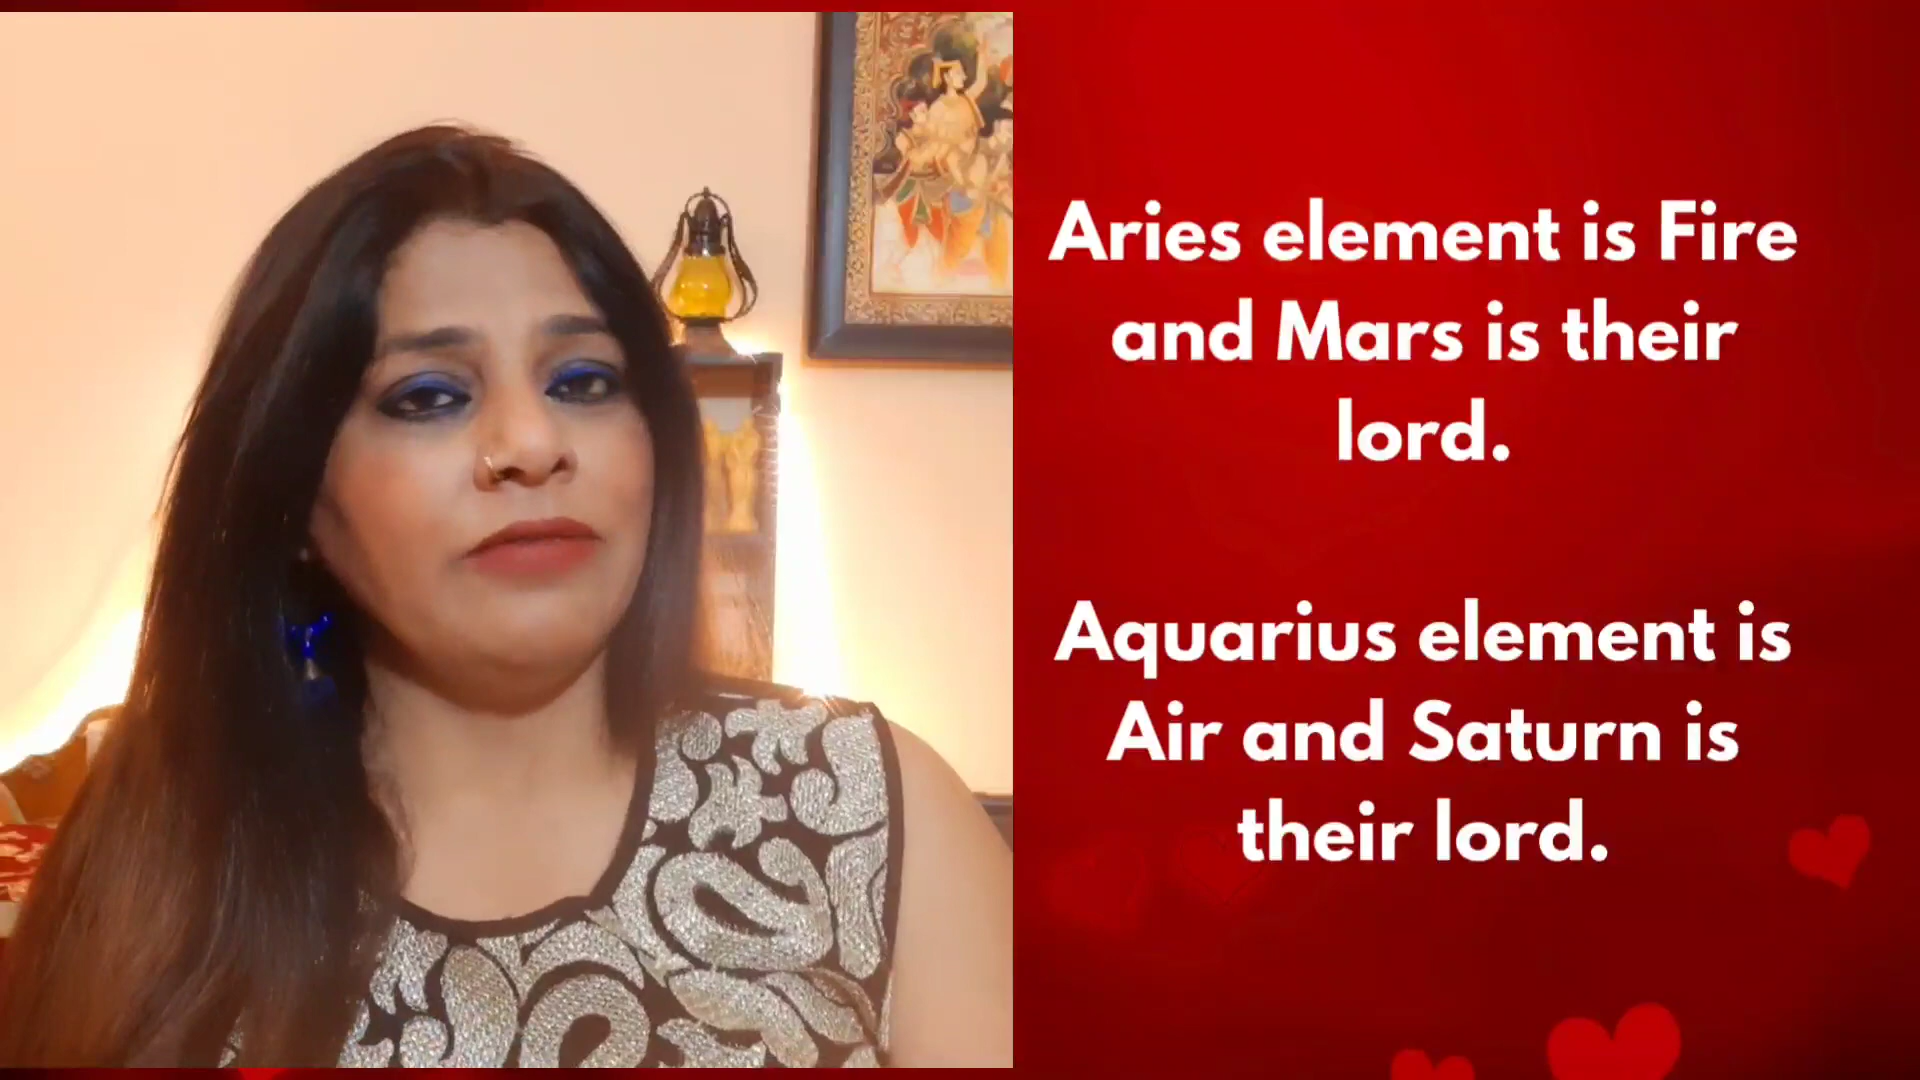 Aries element is Fire
and Mars is their
lord.
Aquarius element is
Air and Saturn is
their lord.